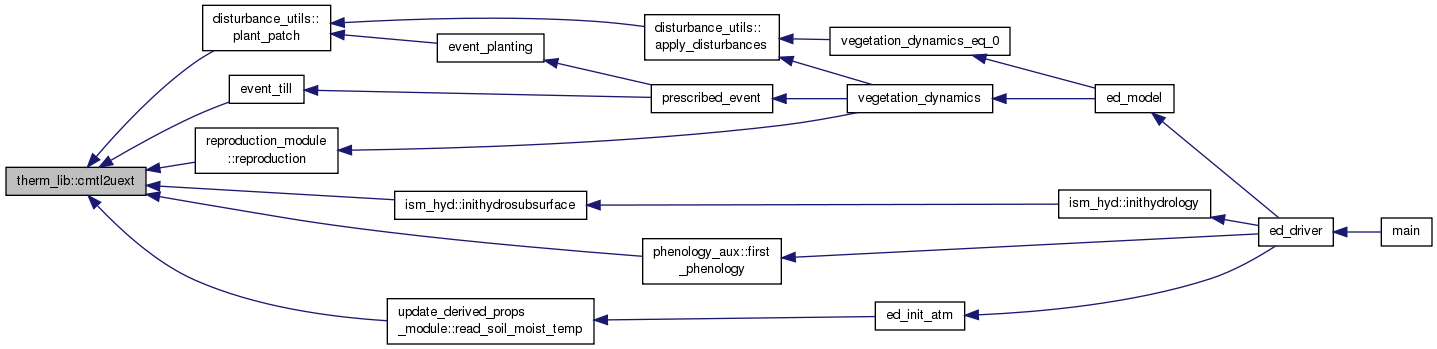 disturbance_utils::
plant_patch
disturbance_utils::
apply_disturbances
vegetation_dynamics_eq_0
event_planting
event_till
prescribed_event
vegetation_dynamics
ed_model
reproduction_module
::reproduction
therm_lib::cmtl2uext
ism_hyd::inithydrosubsurface
ism_hyd::inithydrology
ed_driver
main
phenology_aux::first
_phenology
update_derived_props
_module::read_soil_moist_temp
ed_init_atm